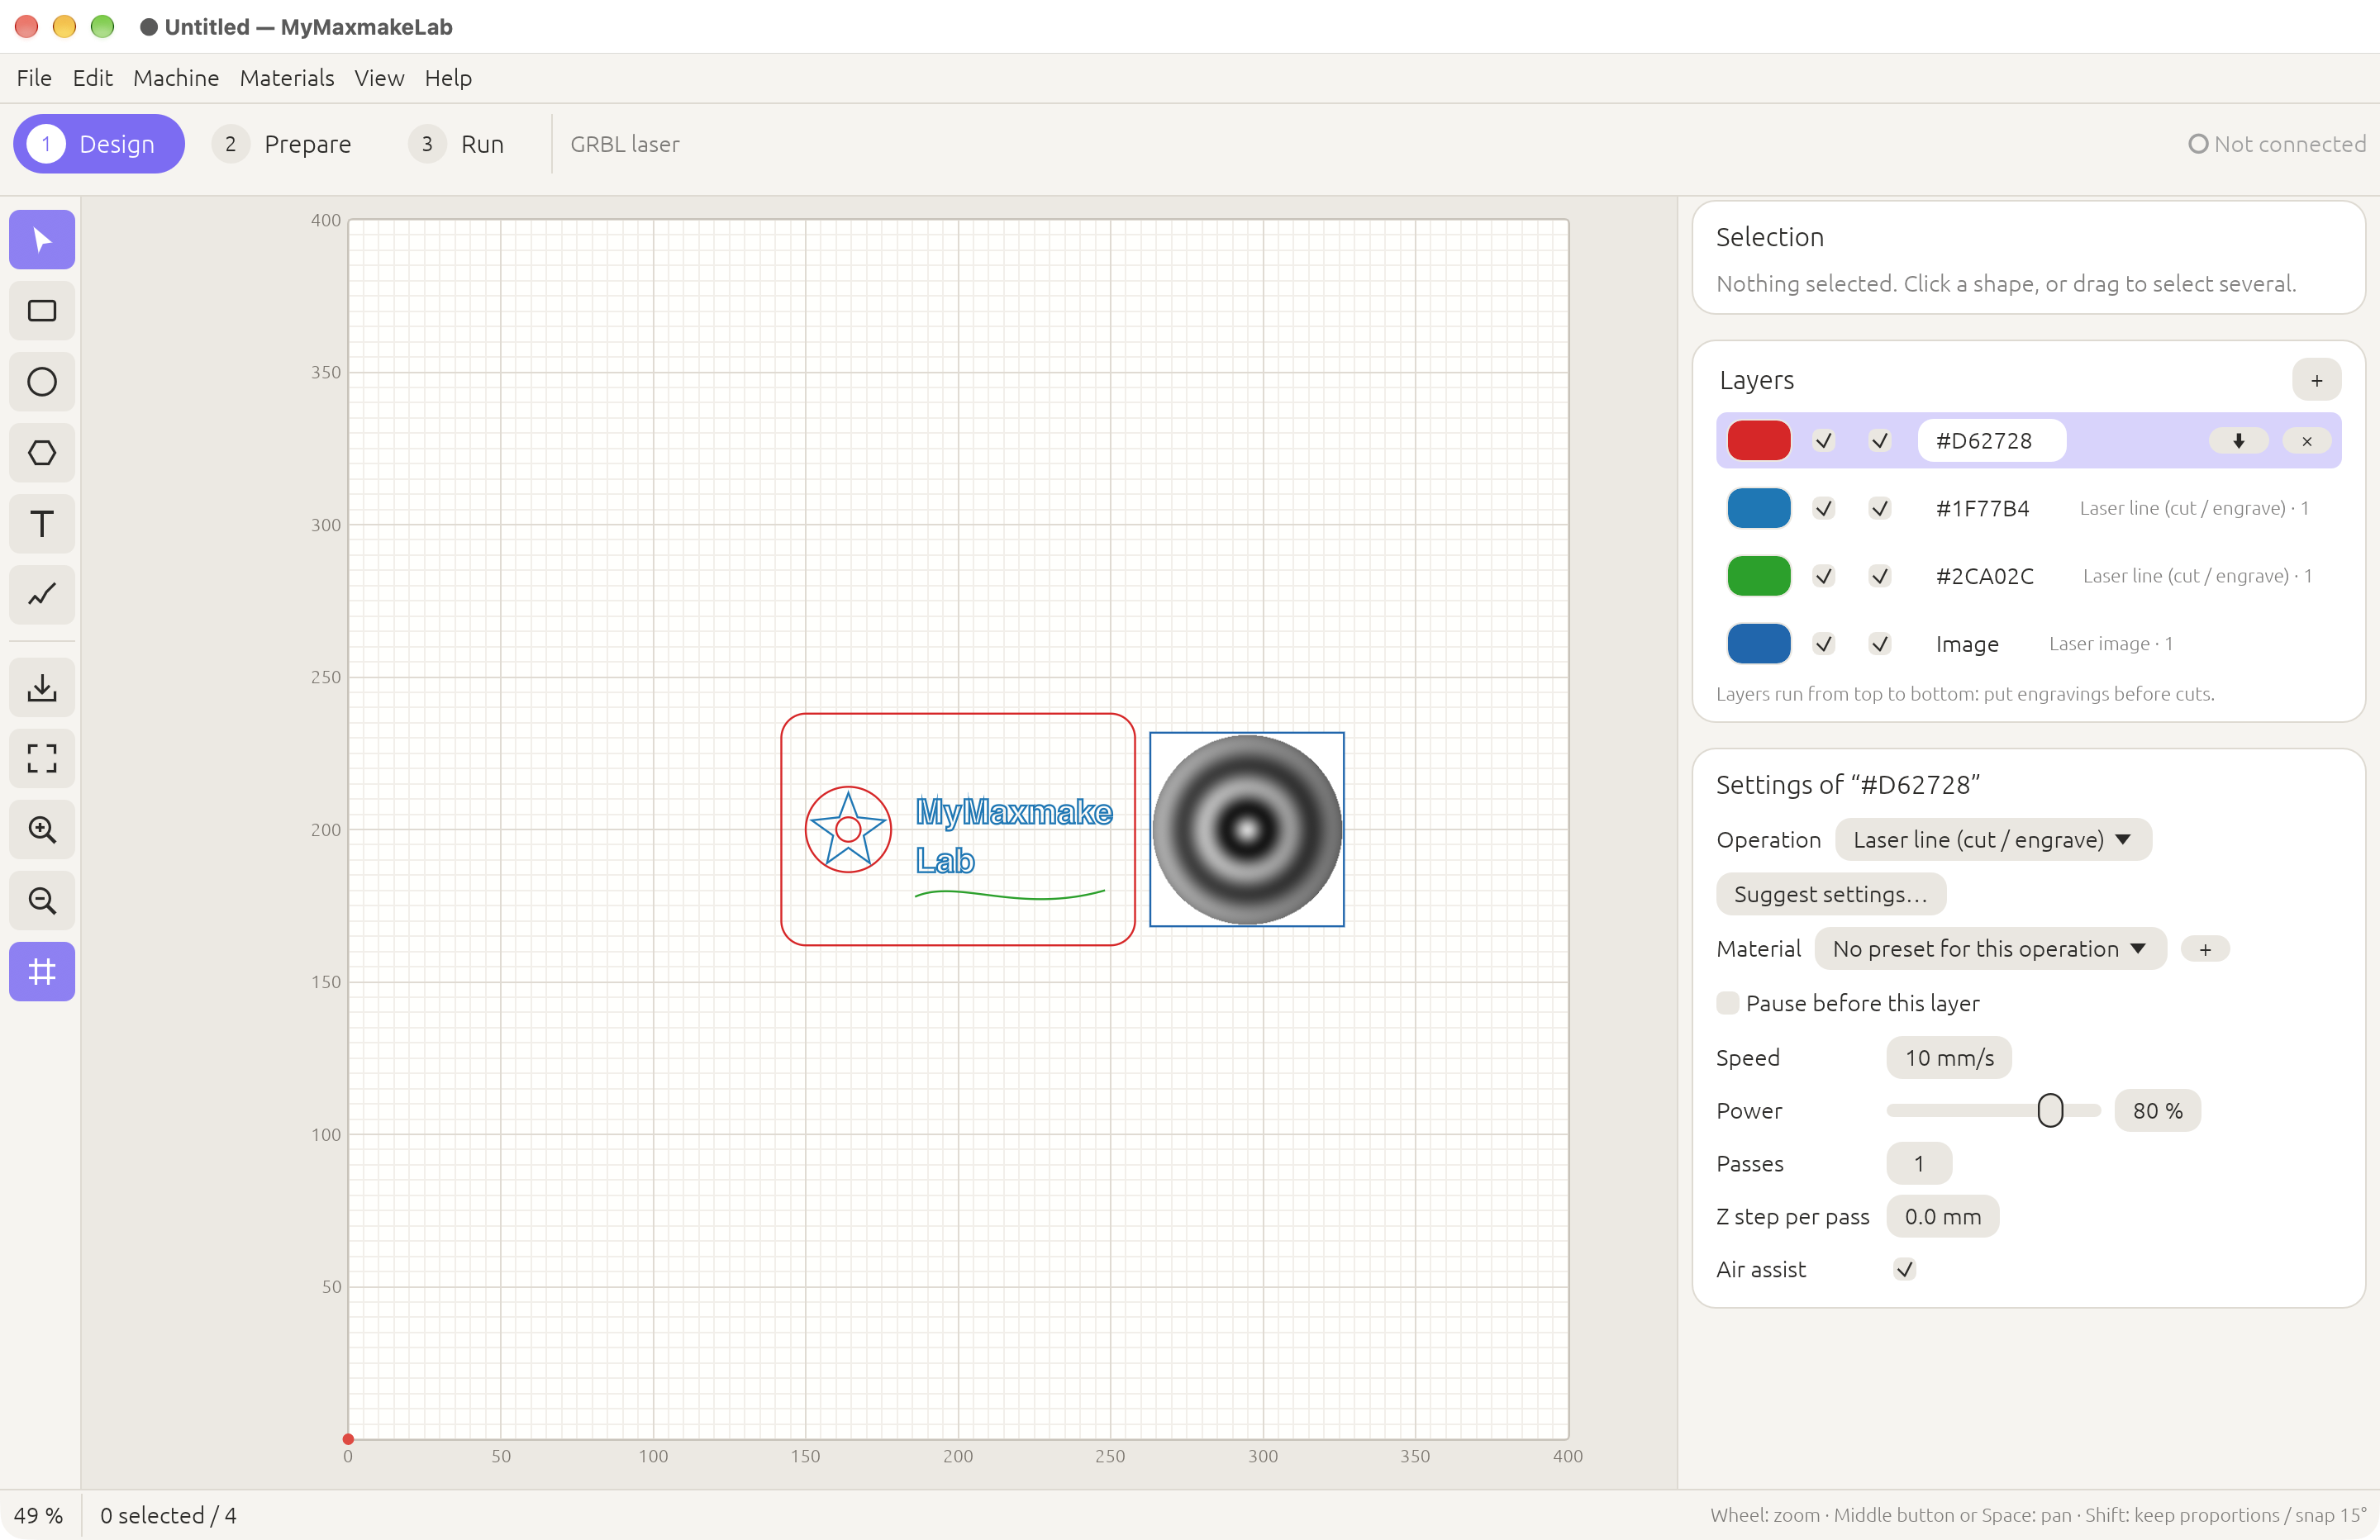 Untitled — MyMaxmakeLab
File Edit Machine Materials View Help
1 Design 2 Prepare 3 Run GRBL laser Not connected
Selection
Nothing selected. Click a shape, or drag to select several.
Layers +
#D62728
#1F77B4 Laser line (cut / engrave) · 1
#2CA02C Laser line (cut / engrave) · 1
Image Laser image · 1
Layers run from top to bottom: put engravings before cuts.
Settings of “#D62728”
Operation Laser line (cut / engrave)
Suggest settings…
Material No preset for this operation +
Pause before this layer
Speed 10 mm/s
Power 80 %
Passes 1
Z step per pass 0.0 mm
Air assist
400
350
300
250
200
150
100
50
MyMaxmake
Lab
0 50 100 150 200 250 300 350 400
49 % 0 selected / 4
Wheel: zoom · Middle button or Space: pan · Shift: keep proportions / snap 15°